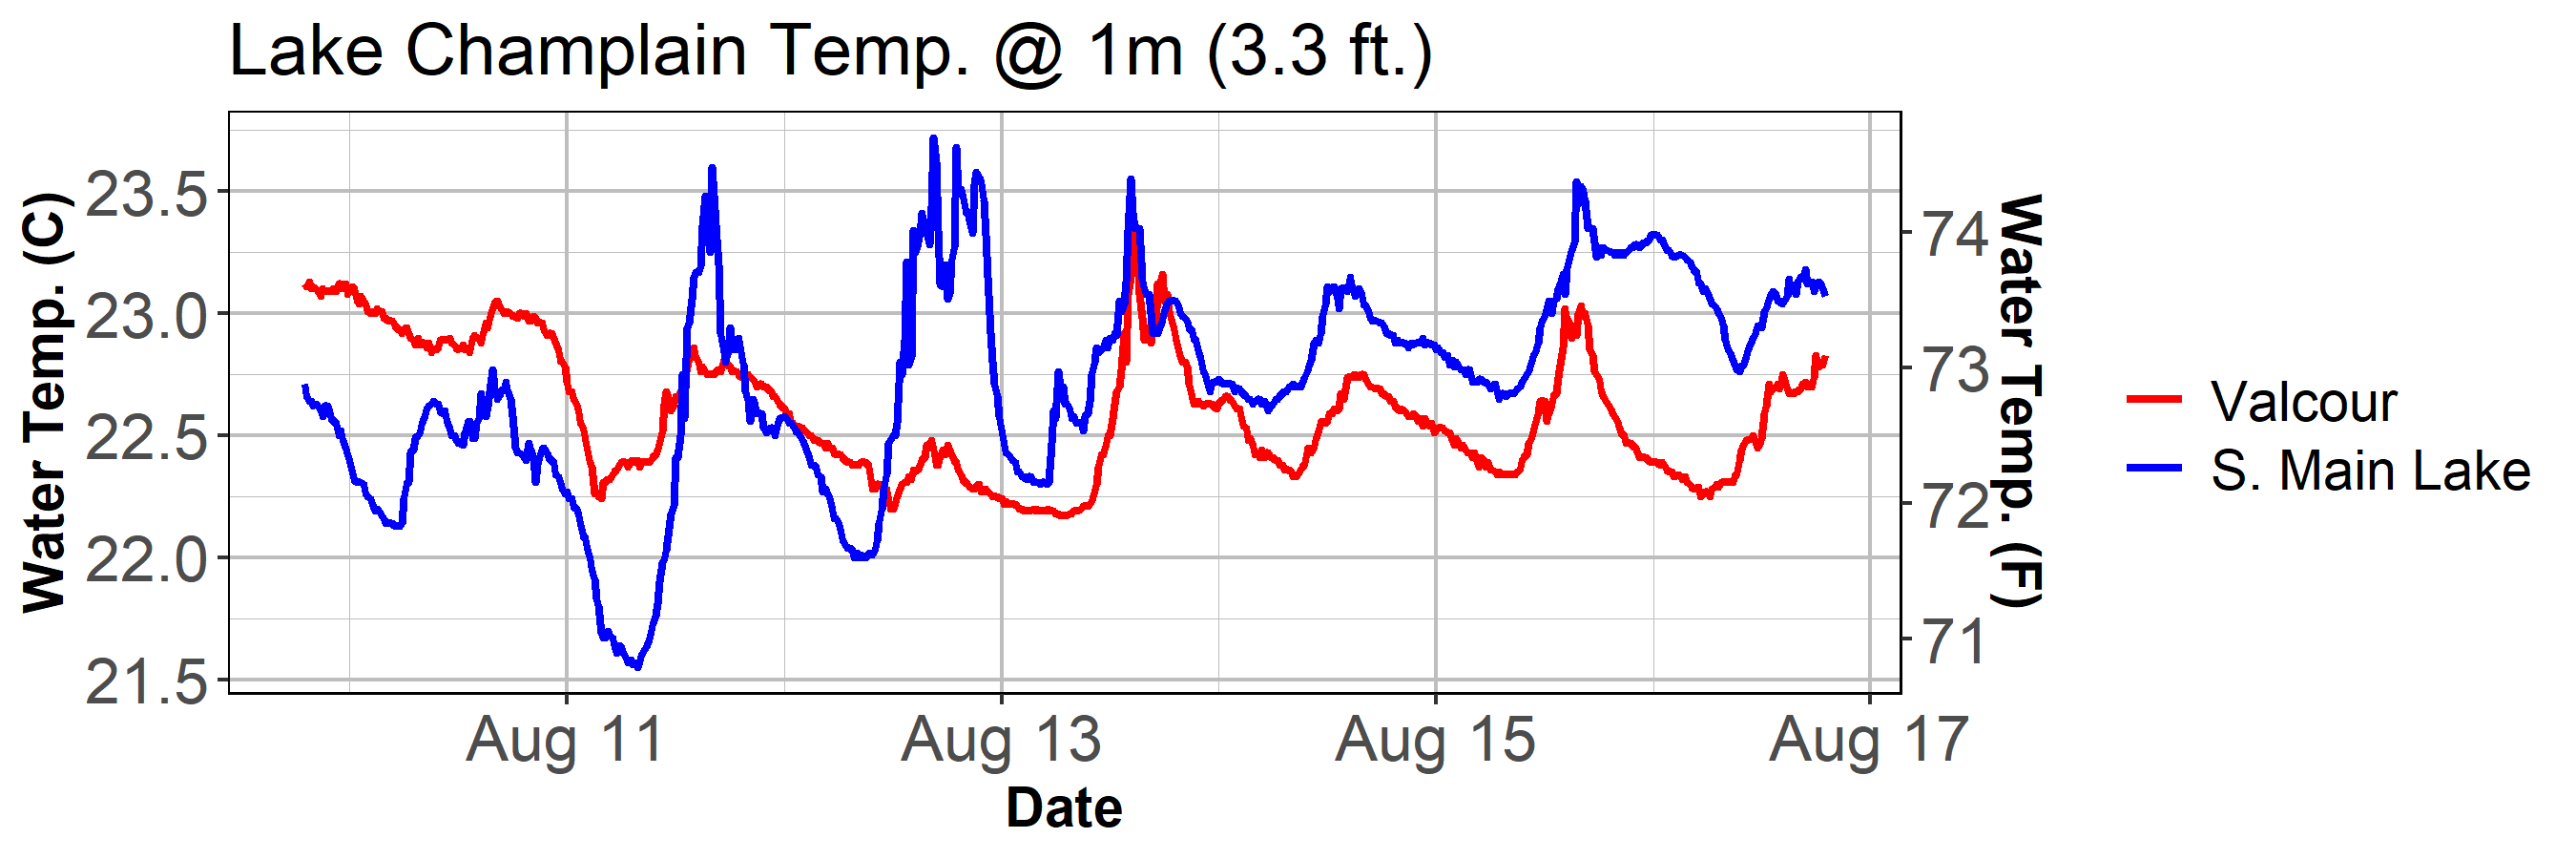 Lake Champlain Temp. @ 1m (3.3 ft.)
Water Temp. (C)
23.5
23.0
22.5
22.0
21.5
74
73
72
71
Water Temp. (F)
Aug 11
Aug 13
Aug 15
Aug 17
Date
Valcour
S. Main Lake